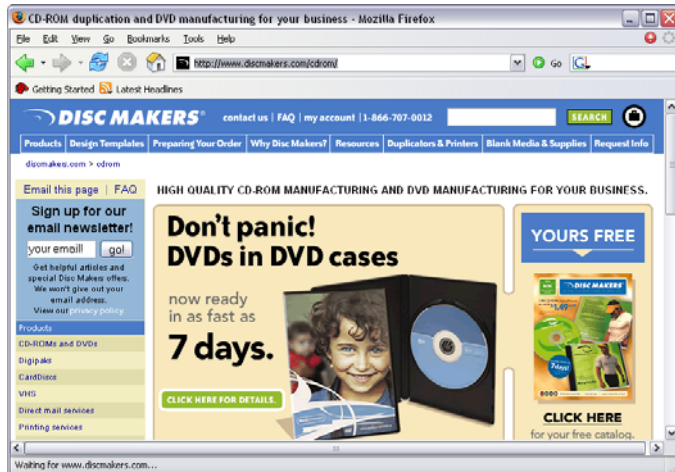 CD-ROM duplication and DVD manufacturing for your business - Mozilla Firefox
File Edit View Go Bookmarks Tools Help
http://www.discmakers.com/cdrom/ Go G
Getting Started Latest Headlines
DISC MAKERS® contact us | FAQ | my account | 1-866-707-0012 SEARCH
Products Design Templates Preparing Your Order Why Disc Makers? Resources Duplicators & Printers Blank Media & Supplies Request Info
discmakers.com > cdrom
Email this page | FAQ
HIGH QUALITY CD-ROM MANUFACTURING AND DVD MANUFACTURING FOR YOUR BUSINESS.
Sign up for our
email newsletter!
your emaill go!
Get helpful articles and
special Disc Makers offers.
We won't give out your
email address.
View our privacy policy.
Products
CD-ROMs and DVDs
Digipaks
CardDiscs
VHS
Direct mail services
Printing services
Don't panic!
DVDs in DVD cases
now ready
in as fast as
7 days.
CLICK HERE FOR DETAILS.
YOURS FREE
DISC MAKERS
$1.49
7 days!
CLICK HERE
for your free catalog.
Waiting for www.discmakers.com...